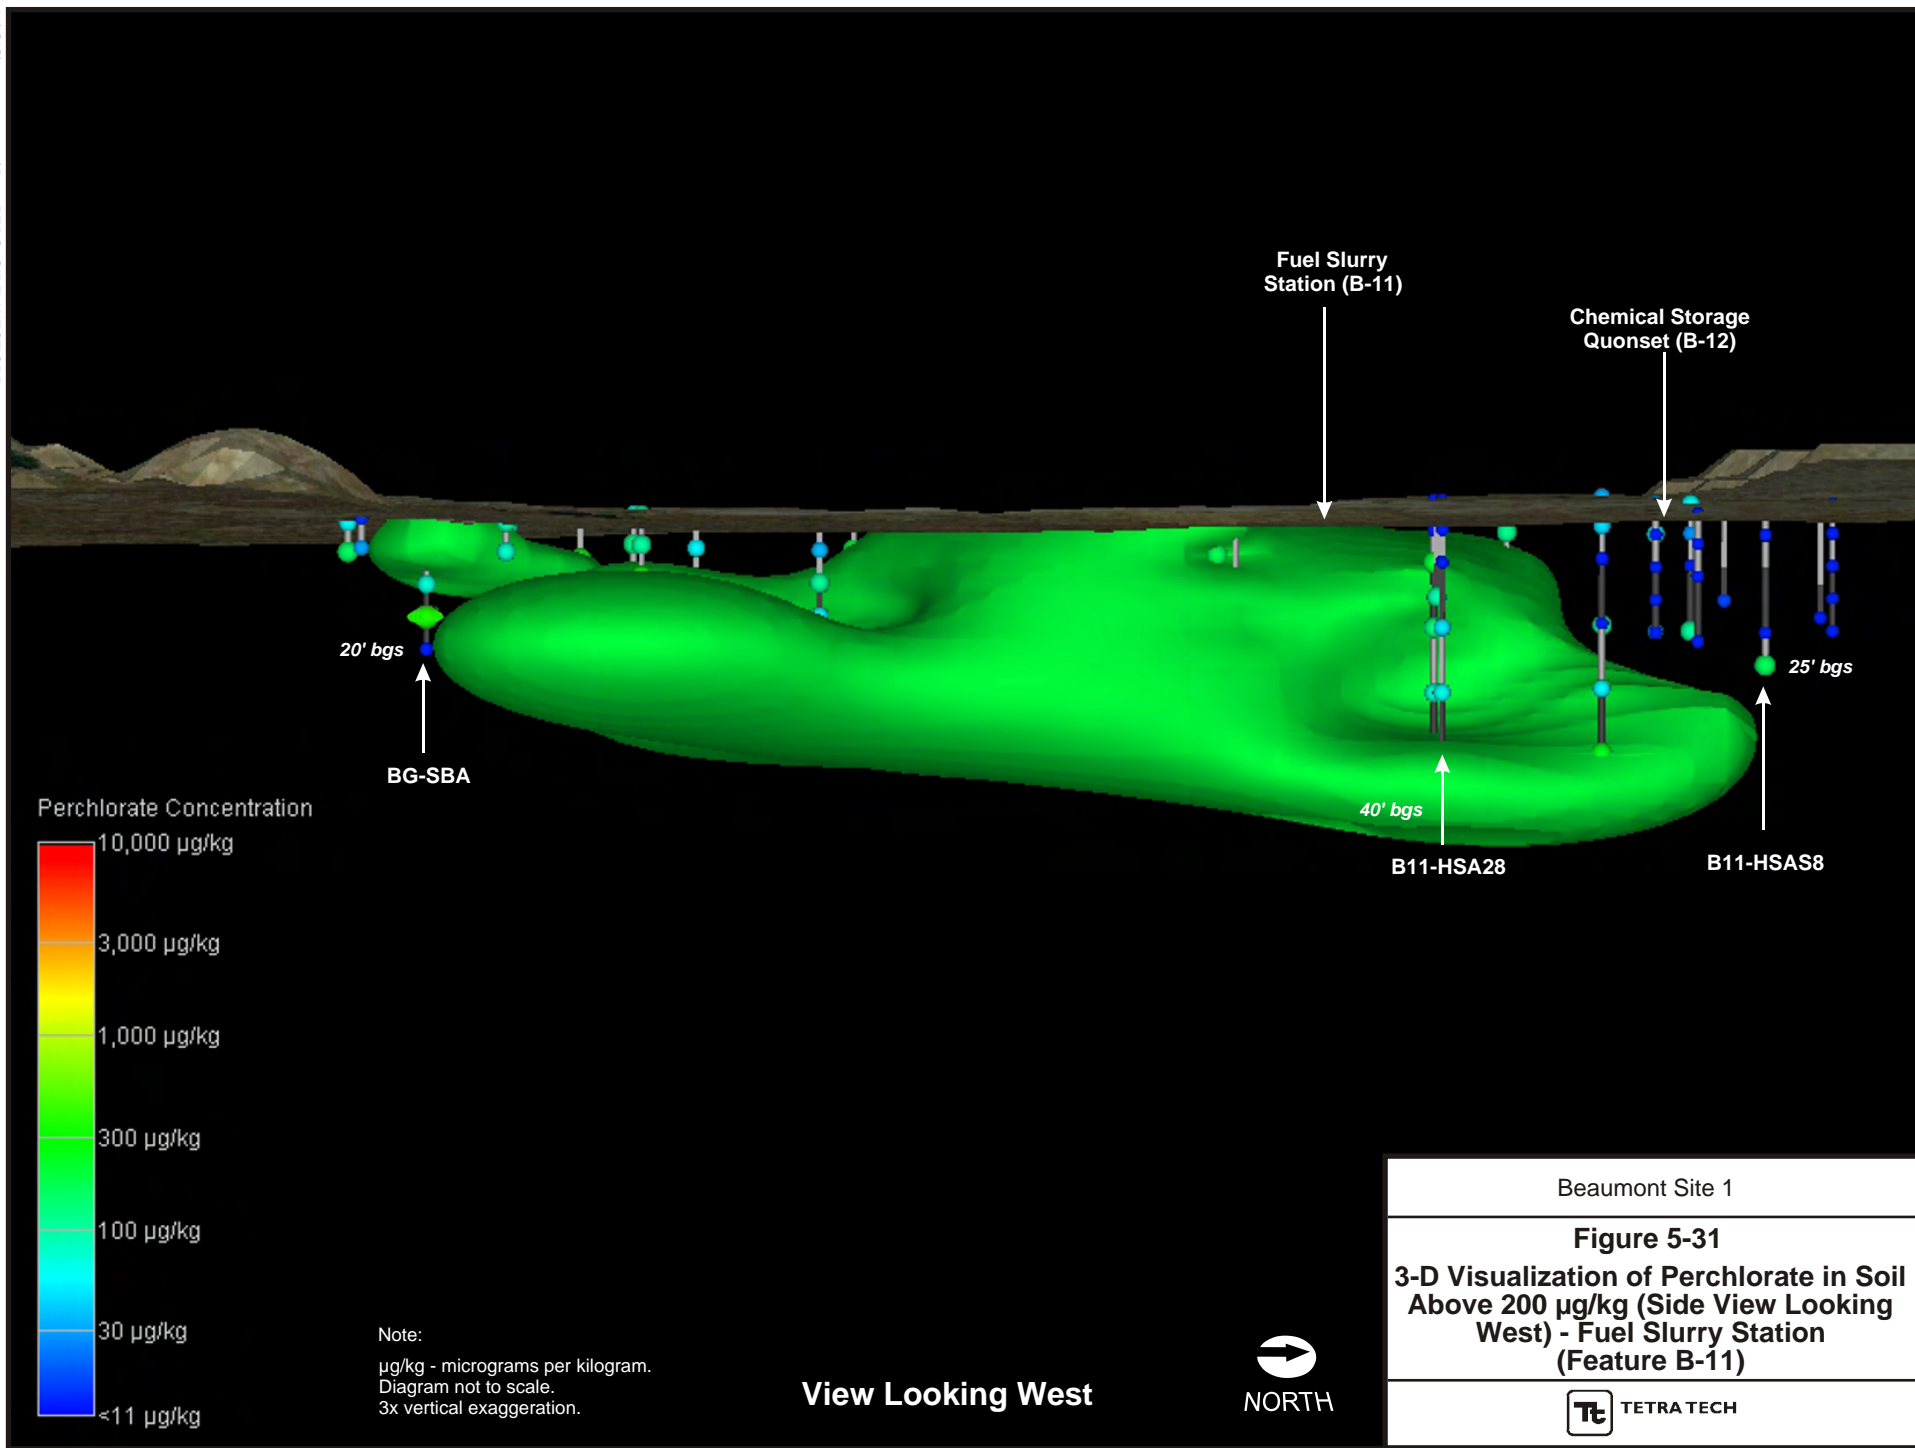 Fuel Slurry
Station (B-11)
Chemical Storage
Quonset (B-12)
20' bgs
25' bgs
BG-SBA
40' bgs
B11-HSA28
B11-HSAS8
Perchlorate Concentration
10,000 µg/kg
3,000 µg/kg
1,000 µg/kg
300 µg/kg
100 µg/kg
30 µg/kg
<11 µg/kg
Note:
µg/kg - micrograms per kilogram.
Diagram not to scale.
3x vertical exaggeration.
View Looking West
NORTH
Beaumont Site 1
Figure 5-31
3-D Visualization of Perchlorate in Soil
Above 200 µg/kg (Side View Looking
West) - Fuel Slurry Station
(Feature B-11)
Tt TETRA TECH